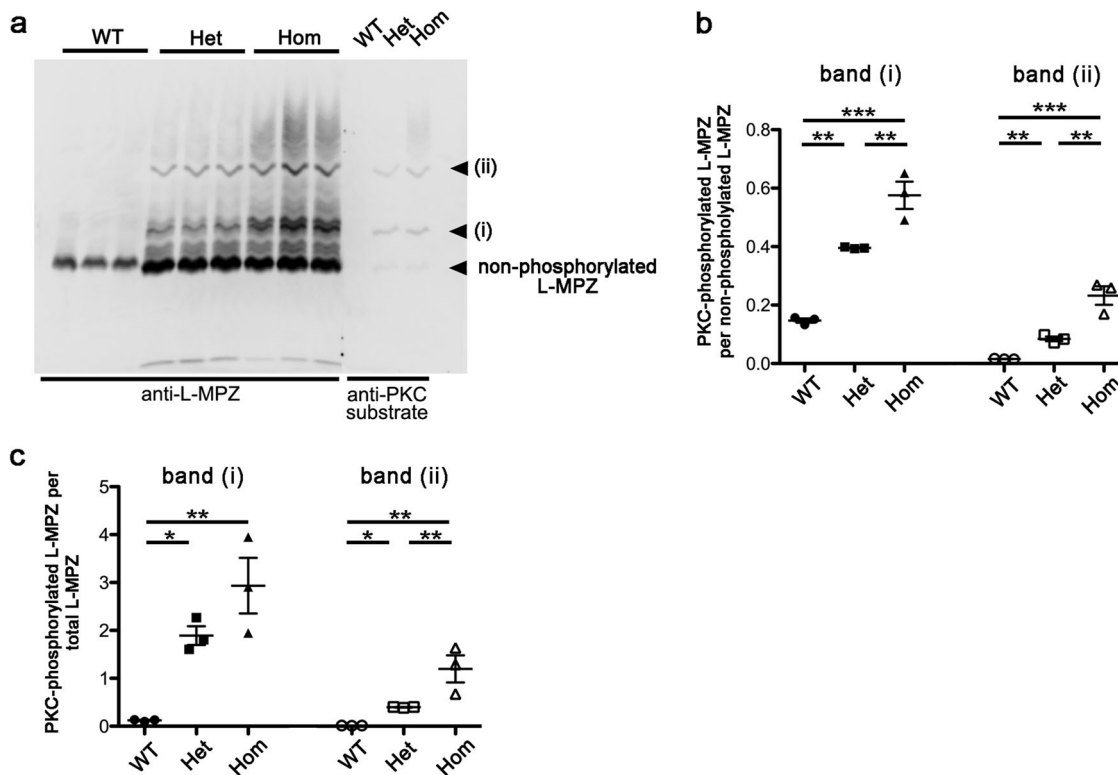 a
WT Het Hom WT Het Hom
(ii)
(i)
non-phosphorylated
L-MPZ
anti-L-MPZ
anti-PKC
substrate
b
band (i) band (ii)
*** ***
** ** ** **
PKC-phosphorylated L-MPZ
per non-pholylated L-MPZ
0.8
0.6
0.4
0.2
0.0
WT Het Hom WT Het Hom
c
band (i) band (ii)
** **
* * **
PKC-phosphorylated L-MPZ per
total L-MPZ
5
4
3
2
1
0
WT Het Hom WT Het Hom